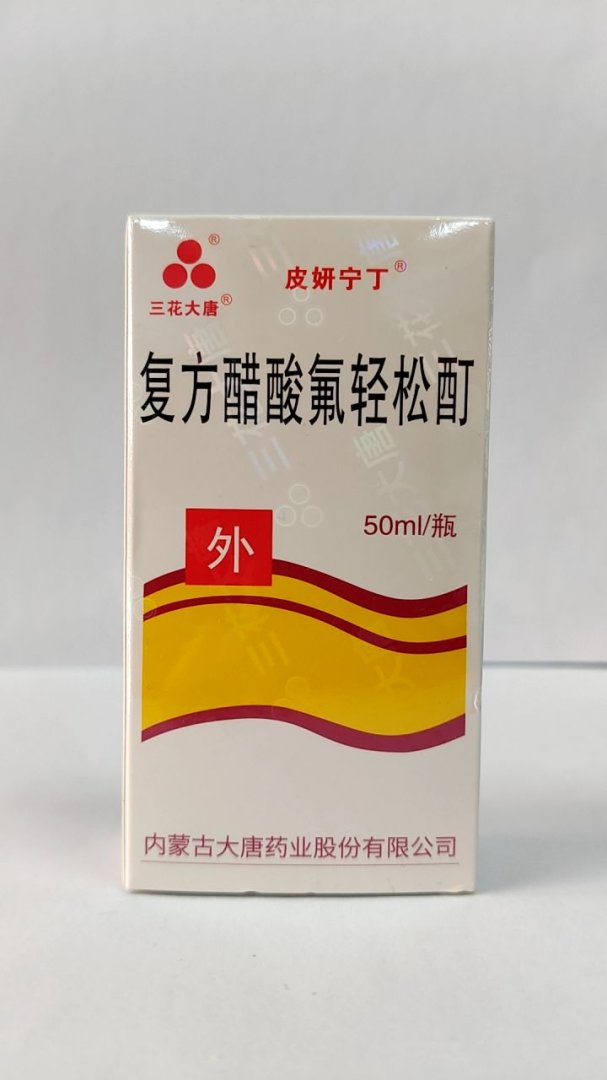 三花大唐®
皮妍宁丁®
复方醋酸氟轻松酊
50ml/瓶
外
内蒙古大唐药业股份有限公司